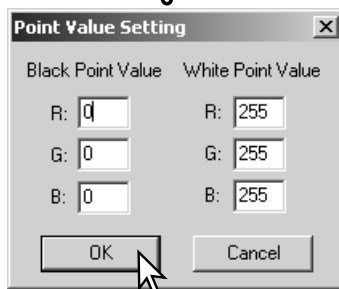 Point Value Setting
Black Point Value White Point Value
R: 0 R: 255
G: 0 G: 255
B: 0 B: 255
OK Cancel